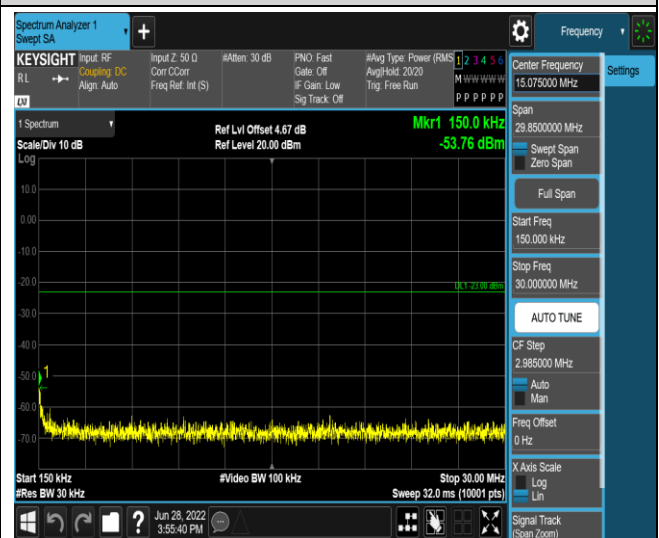 Spectrum Analyzer 1
Swept SA
Frequency
KEYSIGHT
RL
LXI
Input: RF
Coupling: DC
Align: Auto
Input Z: 50 Ω
Corr CCorr
Freq Ref: Int (S)
#Atten: 30 dB
PNO: Fast
Gate: Off
IF Gain: Low
Sig Track: Off
#Avg Type: Power (RMS
Avg|Hold: 20/20
Trig: Free Run
1 2 3 4 5 6
M W W W W W
P P P P P P
1 Spectrum
Scale/Div 10 dB
Ref Lvl Offset 4.67 dB
Ref Level 20.00 dBm
Mkr1 150.0 kHz
-53.76 dBm
Log
10.0
0.00
-10.0
-20.0
DL1 -23.00 dBm
-30.0
-40.0
-50.0
1
-60.0
-70.0
Start 150 kHz
#Video BW 100 kHz
Stop 30.00 MHz
#Res BW 30 kHz
Sweep 32.0 ms (10001 pts)
?
Jun 28, 2022
3:55:40 PM
Center Frequency
15.075000 MHz
Settings
Span
29.8500000 MHz
Swept Span
Zero Span
Full Span
Start Freq
150.000 kHz
Stop Freq
30.000000 MHz
AUTO TUNE
CF Step
2.985000 MHz
Auto
Man
Freq Offset
0 Hz
X Axis Scale
Log
Lin
Signal Track
(Span Zoom)